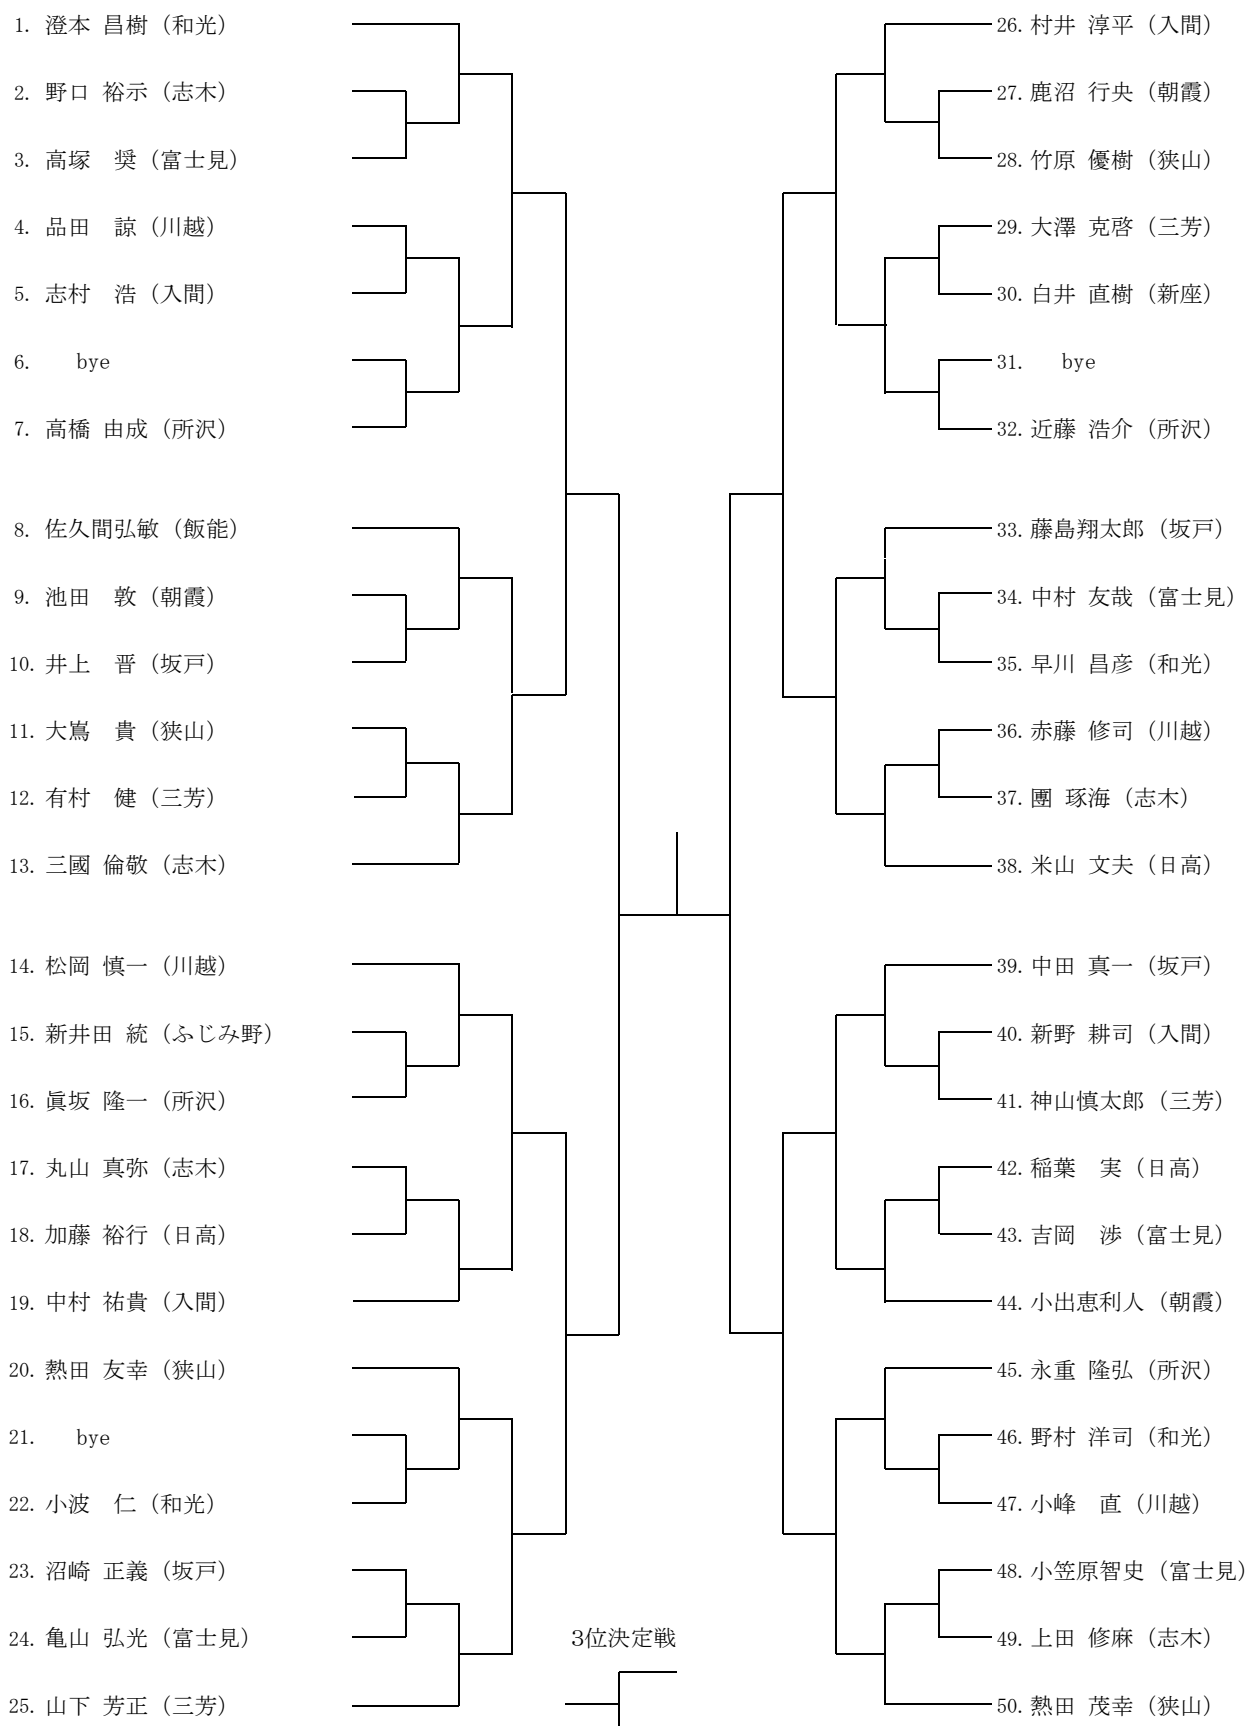 1. 澄本 昌樹（和光）
2. 野口 裕示（志木）
3. 高塚　奨（富士見）
4. 品田　諒（川越）
5. 志村　浩（入間）
6. bye
7. 高橋 由成（所沢）
8. 佐久間弘敏（飯能）
9. 池田　敦（朝霞）
10. 井上　晋（坂戸）
11. 大嶌　貴（狭山）
12. 有村　健（三芳）
13. 三國 倫敬（志木）
14. 松岡 慎一（川越）
15. 新井田 統（ふじみ野）
16. 眞坂 隆一（所沢）
17. 丸山 真弥（志木）
18. 加藤 裕行（日高）
19. 中村 祐貴（入間）
20. 熱田 友幸（狭山）
21. bye
22. 小波　仁（和光）
23. 沼崎 正義（坂戸）
24. 亀山 弘光（富士見）
25. 山下 芳正（三芳）
3位決定戦
26. 村井 淳平（入間）
27. 鹿沼 行央（朝霞）
28. 竹原 優樹（狭山）
29. 大澤 克啓（三芳）
30. 白井 直樹（新座）
31. bye
32. 近藤 浩介（所沢）
33. 藤島翔太郎（坂戸）
34. 中村 友哉（富士見）
35. 早川 昌彦（和光）
36. 赤藤 修司（川越）
37. 團 琢海（志木）
38. 米山 文夫（日高）
39. 中田 真一（坂戸）
40. 新野 耕司（入間）
41. 神山慎太郎（三芳）
42. 稲葉　実（日高）
43. 吉岡　渉（富士見）
44. 小出恵利人（朝霞）
45. 永重 隆弘（所沢）
46. 野村 洋司（和光）
47. 小峰　直（川越）
48. 小笠原智史（富士見）
49. 上田 修麻（志木）
50. 熱田 茂幸（狭山）